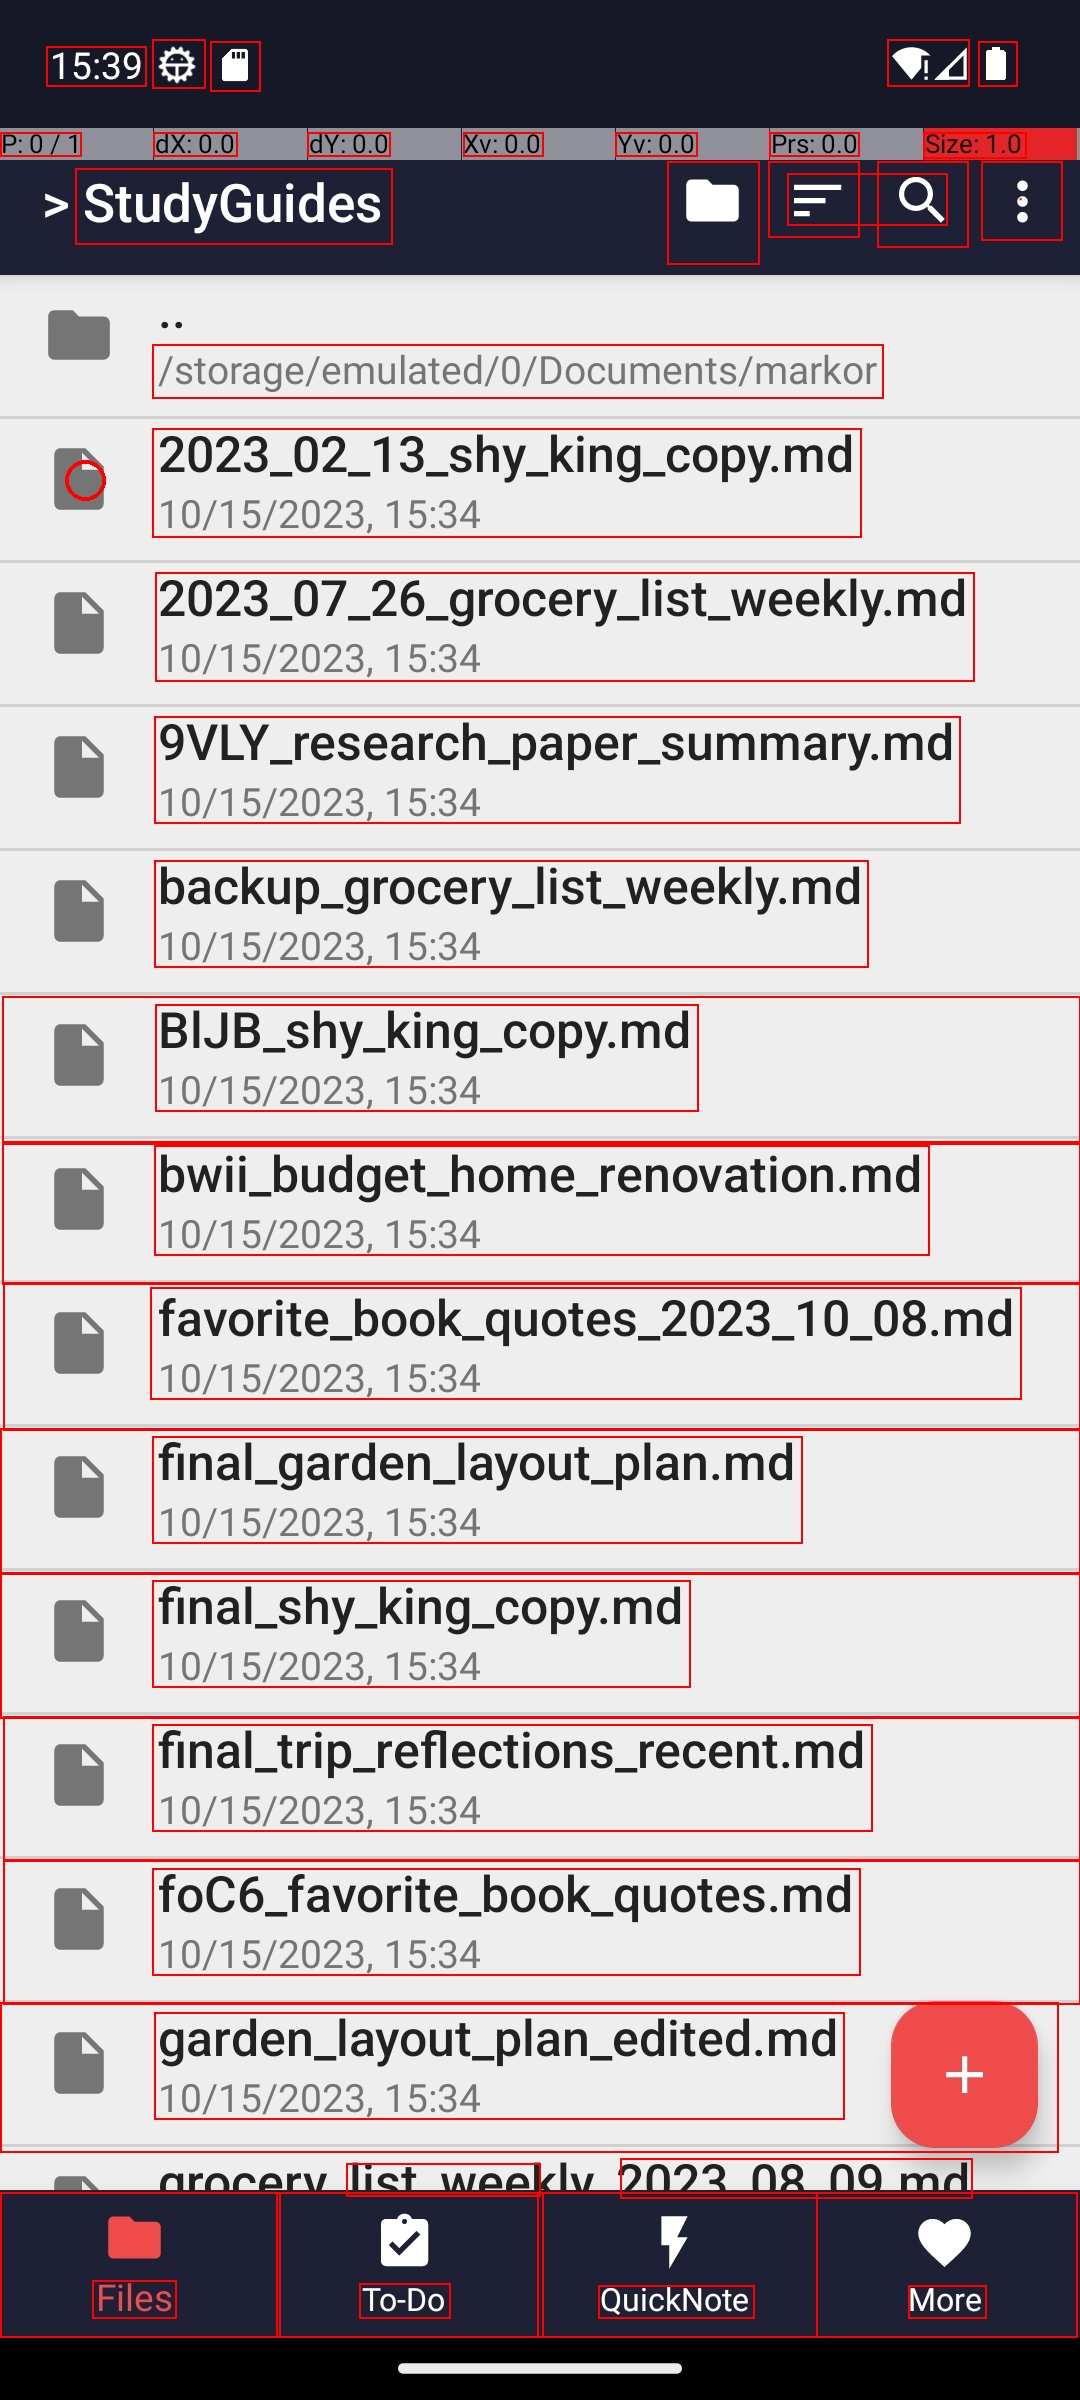 15:39
P: 0 / 1 dX: 0.0 dY: 0.0 Xv: 0.0 Yv: 0.0 Prs: 0.0 Size: 1.0
> StudyGuides
..
/storage/emulated/0/Documents/markor
2023_02_13_shy_king_copy.md
10/15/2023, 15:34
2023_07_26_grocery_list_weekly.md
10/15/2023, 15:34
9VLY_research_paper_summary.md
10/15/2023, 15:34
backup_grocery_list_weekly.md
10/15/2023, 15:34
BlJB_shy_king_copy.md
10/15/2023, 15:34
bwii_budget_home_renovation.md
10/15/2023, 15:34
favorite_book_quotes_2023_10_08.md
10/15/2023, 15:34
final_garden_layout_plan.md
10/15/2023, 15:34
final_shy_king_copy.md
10/15/2023, 15:34
final_trip_reflections_recent.md
10/15/2023, 15:34
foC6_favorite_book_quotes.md
10/15/2023, 15:34
garden_layout_plan_edited.md
10/15/2023, 15:34
grocery_list_weekly_2023_08_09.md
Files To-Do QuickNote More